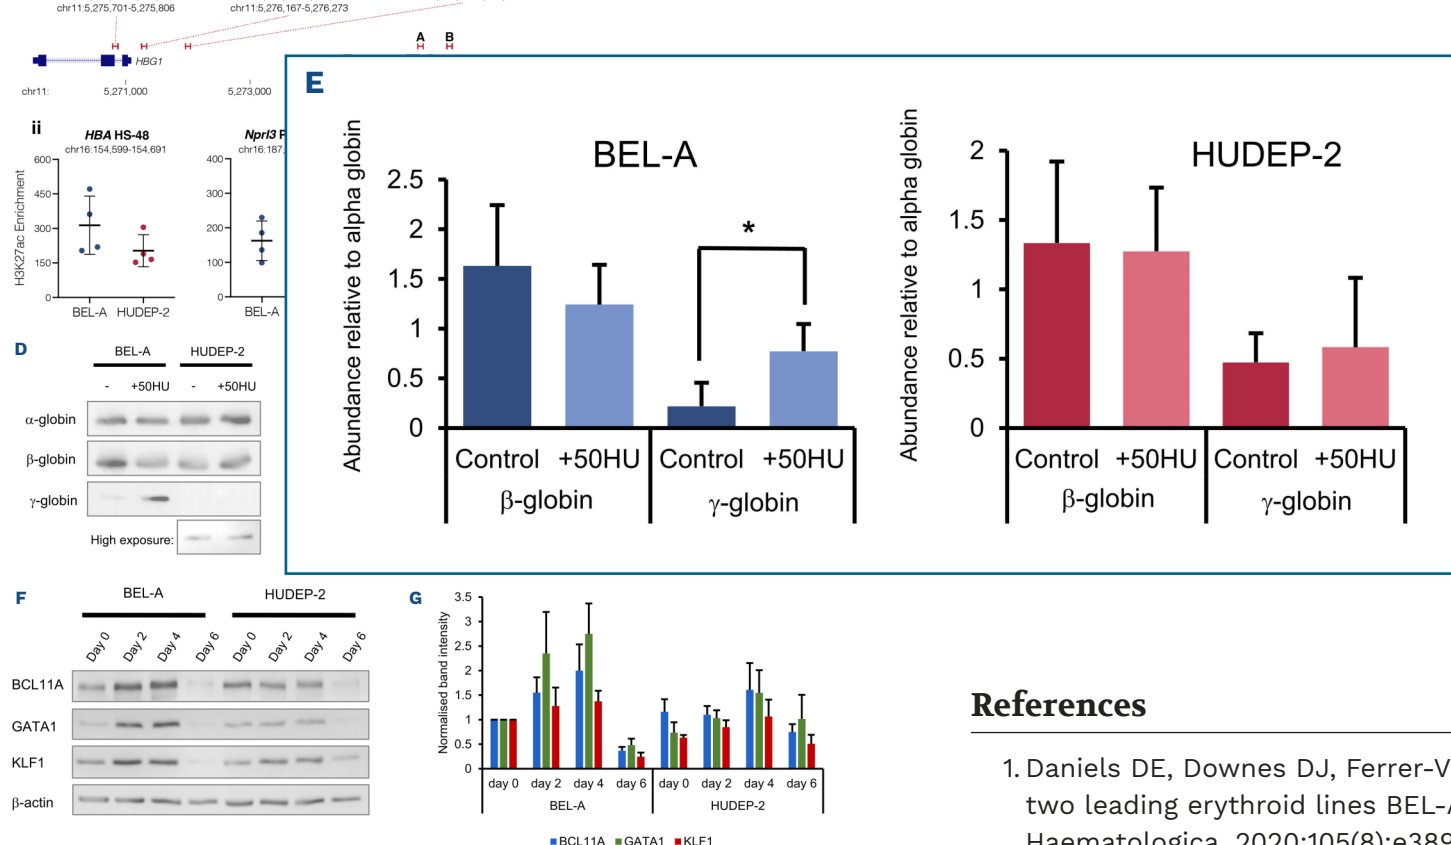 chr11:5,275,701-5,275,806
chr11:5,276,167-5,276,273
A
B
HBG1
chr11:
5,271,000
5,273,000
ii
HBA HS-48
chr16:154,599-154,691
H3K27ac Enrichment
600
450
300
150
0
BEL-A
HUDEP-2
Nprl3 P
chr16:187,
400
300
200
100
0
BEL-A
D
BEL-A
HUDEP-2
- +50HU - +50HU
α-globin
β-globin
γ-globin
High exposure:
E
BEL-A
Abundance relative to alpha globin
2.5
2
1.5
1
0.5
0
*
Control +50HU Control +50HU
β-globin γ-globin
HUDEP-2
Abundance relative to alpha globin
2
1.5
1
0.5
0
Control +50HU Control +50HU
β-globin γ-globin
F
BEL-A
HUDEP-2
Day 0 Day 2 Day 4 Day 6 Day 0 Day 2 Day 4 Day 6
BCL11A
GATA1
KLF1
β-actin
G
Normalised band intensity
3.5
3
2.5
2
1.5
1
0.5
0
day 0 day 2 day 4 day 6 day 0 day 2 day 4 day 6
BEL-A HUDEP-2
BCL11A GATA1 KLF1
References
1. Daniels DE, Downes DJ, Ferrer-V
two leading erythroid lines BEL-A
Haematologica. 2020;105(8):e389